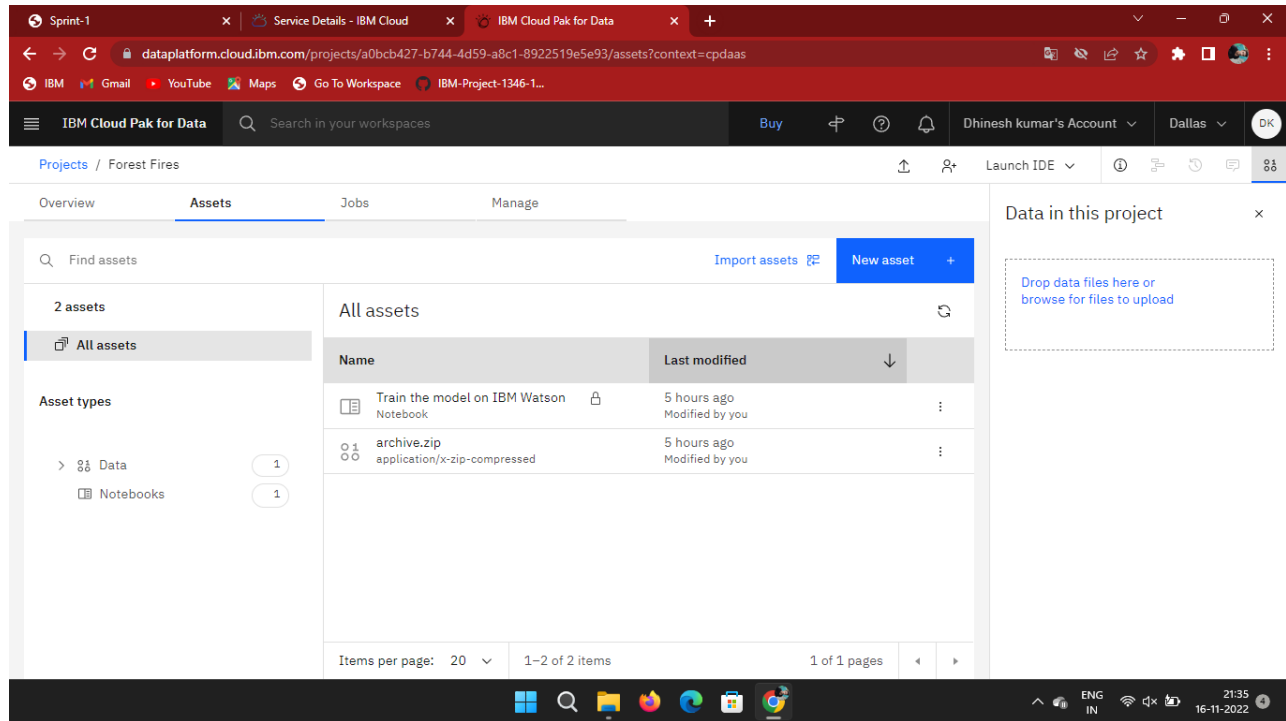 Sprint-1
Service Details - IBM Cloud
IBM Cloud Pak for Data
dataplatform.cloud.ibm.com/projects/a0bcb427-b744-4d59-a8c1-8922519e5e93/assets?context=cpdaas
IBM Gmail YouTube Maps Go To Workspace IBM-Project-1346-1...
IBM Cloud Pak for Data Search in your workspaces Buy Dhinesh kumar's Account Dallas DK
Projects / Forest Fires Launch IDE
Overview Assets Jobs Manage
Data in this project
Find assets Import assets New asset +
Drop data files here or
browse for files to upload
2 assets
All assets
All assets
Name Last modified
Asset types
Data 1
Notebooks 1
Train the model on IBM Watson 5 hours ago
Notebook Modified by you
archive.zip 5 hours ago
application/x-zip-compressed Modified by you
Items per page: 20 1–2 of 2 items 1 of 1 pages
ENG
IN
21:35
16-11-2022
4